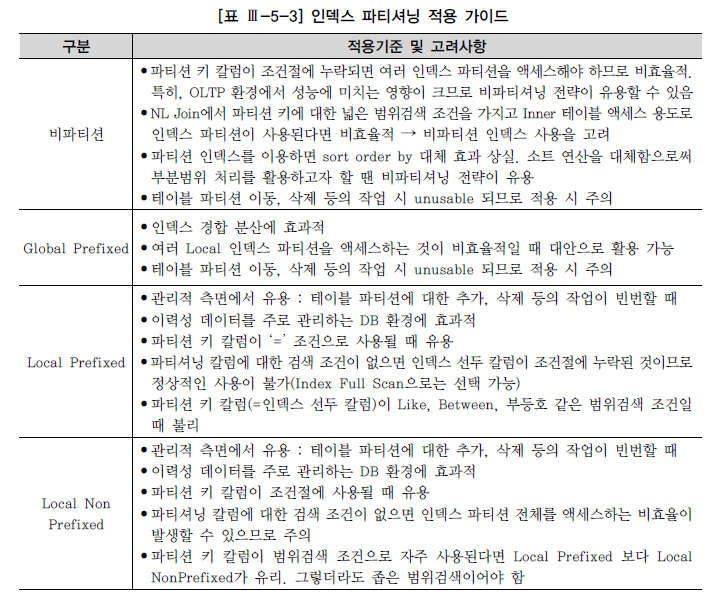 [표 Ⅲ-5-3] 인덱스 파티셔닝 적용 가이드
구분
적용기준 및 고려사항
비파티션
●파티션 키 칼럼이 조건절에 누락되면 여러 인덱스 파티션을 액세스해야 하므로 비효율적.
특히, OLTP 환경에서 성능에 미치는 영향이 크므로 비파티셔닝 전략이 유용할 수 있음
●NL Join에서 파티션 키에 대한 넓은 범위검색 조건을 가지고 Inner 테이블 액세스 용도로
인덱스 파티션이 사용된다면 비효율적 → 비파티션 인덱스 사용을 고려
●파티션 인덱스를 이용하면 sort order by 대체 효과 상실. 소트 연산을 대체함으로써
부분범위 처리를 활용하고자 할 땐 비파티셔닝 전략이 유용
●테이블 파티션 이동, 삭제 등의 작업 시 unusable 되므로 적용 시 주의
Global Prefixed
●인덱스 경합 분산에 효과적
●여러 Local 인덱스 파티션을 액세스하는 것이 비효율적일 때 대안으로 활용 가능
●테이블 파티션 이동, 삭제 등의 작업 시 unusable 되므로 적용 시 주의
Local Prefixed
●관리적 측면에서 유용 : 테이블 파티션에 대한 추가, 삭제 등의 작업이 빈번할 때
●이력성 데이터를 주로 관리하는 DB 환경에 효과적
●파티션 키 칼럼이 ‘=’ 조건으로 사용될 때 유용
●파티셔닝 칼럼에 대한 검색 조건이 없으면 인덱스 선두 칼럼이 조건절에 누락된 것이므로
정상적인 사용이 불가(Index Full Scan으로는 선택 가능)
●파티션 키 칼럼(=인덱스 선두 칼럼)이 Like, Between, 부등호 같은 범위검색 조건일
때 불리
Local Non
Prefixed
●관리적 측면에서 유용 : 테이블 파티션에 대한 추가, 삭제 등의 작업이 빈번할 때
●이력성 데이터를 주로 관리하는 DB 환경에 효과적
●파티션 키 칼럼이 조건절에 사용될 때 유용
●파티셔닝 칼럼에 대한 검색 조건이 없으면 인덱스 파티션 전체를 액세스하는 비효율이
발생할 수 있으므로 주의
●파티션 키 칼럼이 범위검색 조건으로 자주 사용된다면 Local Prefixed 보다 Local
NonPrefixed가 유리. 그렇더라도 좁은 범위검색이어야 함